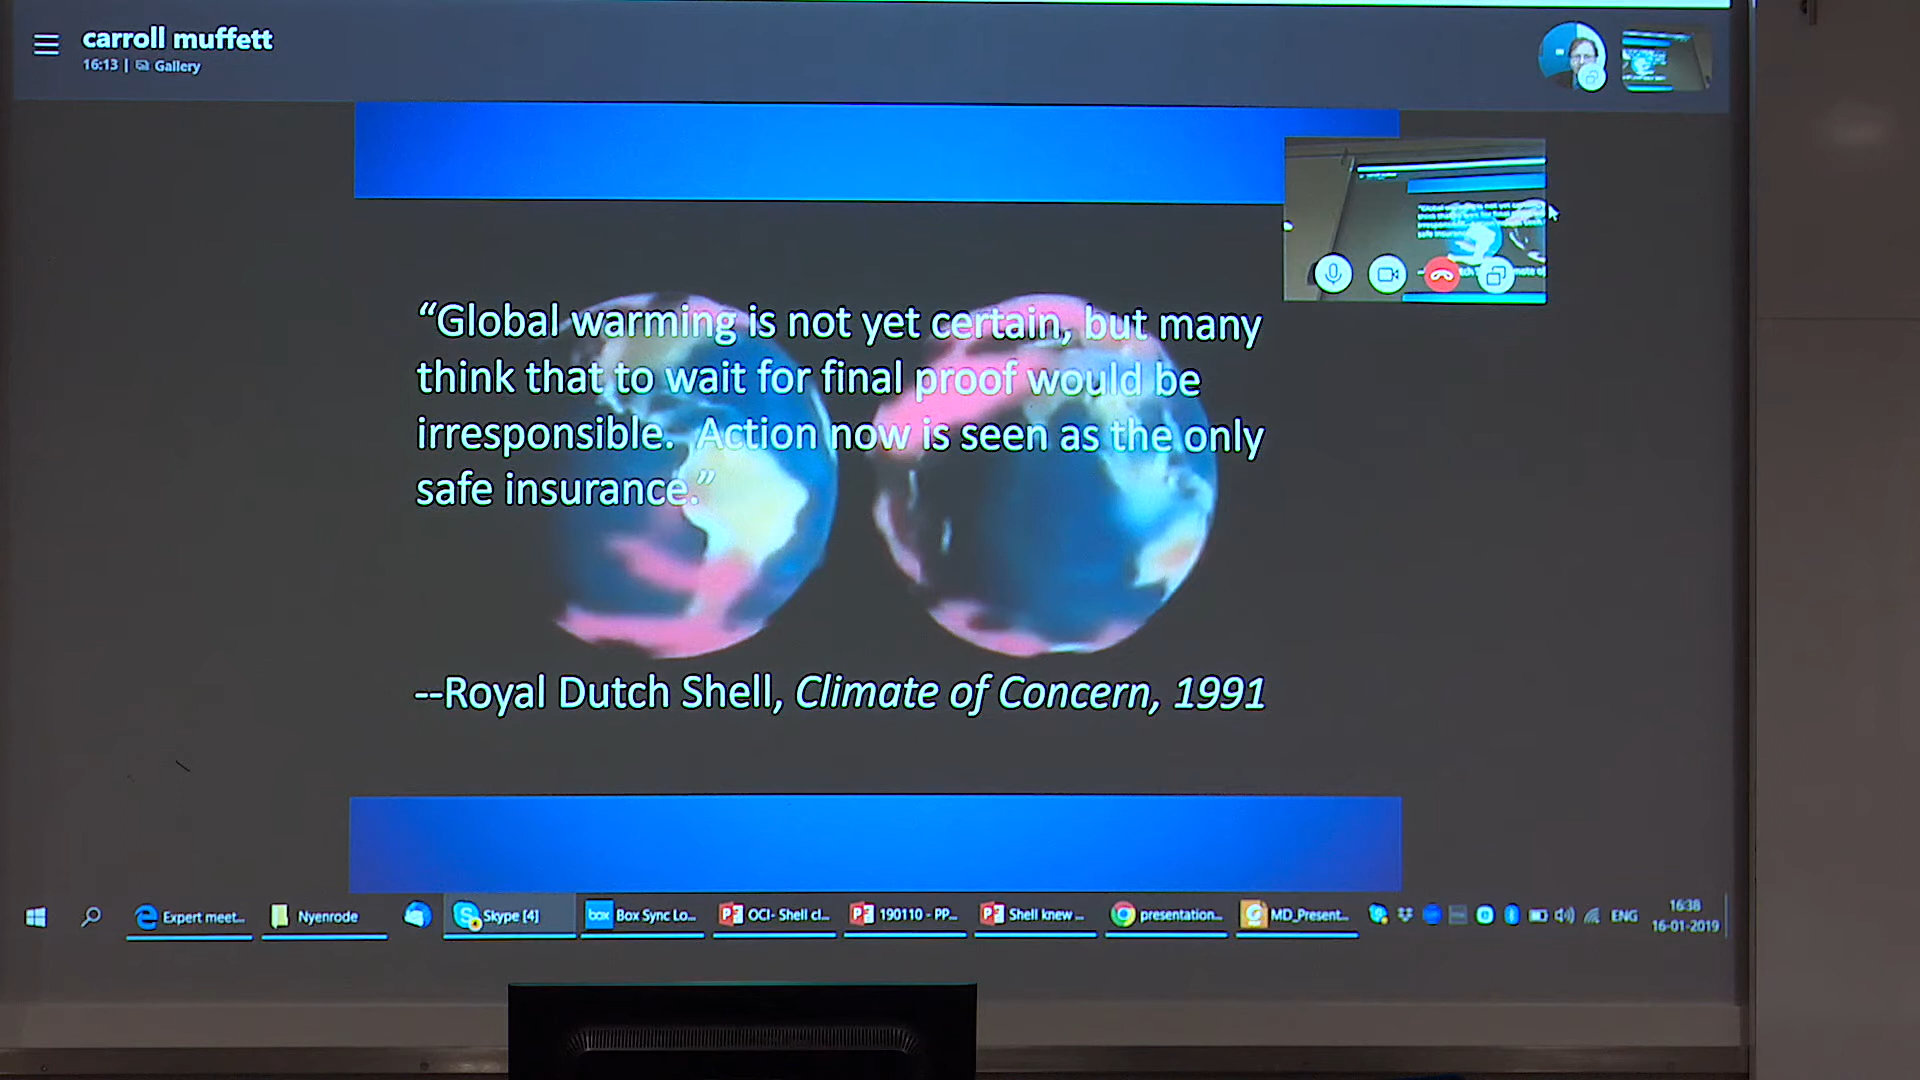 carroll muffett
16:13 | Gallery
“Global warming is not yet certain, but many
think that to wait for final proof would be
irresponsible. Action now is seen as the only
safe insurance.”
--Royal Dutch Shell, Climate of Concern, 1991
Expert meet...
Nyenrode
Skype [4]
box
Box Sync Lo...
OCI- Shell cl...
190110 - PP...
Shell knew ...
presentation...
MD_Present...
ENG
16:38
16-01-2019